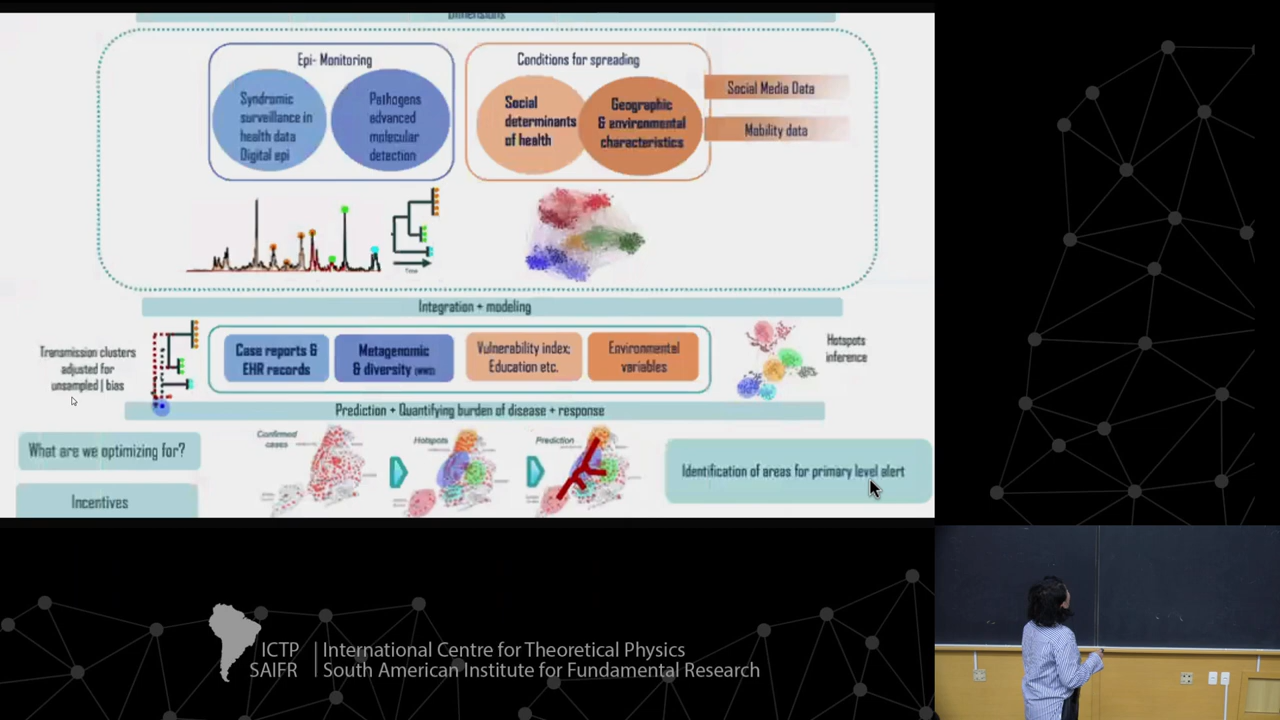 Dimensions
Epi- Monitoring
Conditions for spreading
Syndromic
surveillance in
health data
Digital epi
Pathogens
advanced
molecular
detection
Social
determinants
of health
Geographic
& environmental
characteristics
Social Media Data
Mobility data
Time
Integration + modeling
Transmission clusters
adjusted for
unsampled | bias
Case reports &
EHR records
Metagenomic
& diversity (WWS)
Vulnerability index;
Education etc.
Environmental
variables
Hotspots
inference
Prediction + Quantifying burden of disease + response
What are we optimizing for?
Incentives
Confirmed
cases
Hotspots
Prediction
Identification of areas for primary level alert
ICTP
SAIFR
International Centre for Theoretical Physics
South American Institute for Fundamental Research